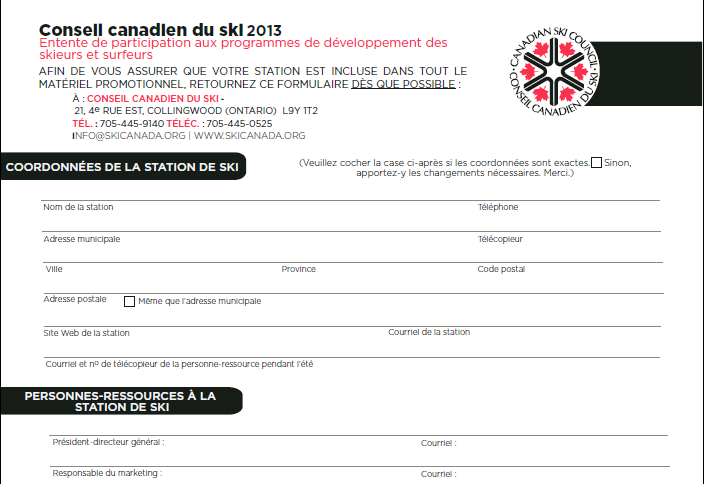 Conseil canadien du ski 2013
Entente de participation aux programmes de développement des
skieurs et surfeurs
AFIN DE VOUS ASSURER QUE VOTRE STATION EST INCLUSE DANS TOUT LE
MATÉRIEL PROMOTIONNEL, RETOURNEZ CE FORMULAIRE DÈS QUE POSSIBLE :
À : CONSEIL CANADIEN DU SKI -
21, 4e RUE EST, COLLINGWOOD (ONTARIO) L9Y 1T2
TÉL. : 705-445-9140 TÉLÉC. : 705-445-0525
INFO@SKICANADA.ORG | WWW.SKICANADA.ORG
CANADIAN SKI COUNCIL
CONSEIL CANADIEN DU SKI
COORDONNÉES DE LA STATION DE SKI
(Veuillez cocher la case ci-après si les coordonnées sont exactes. Sinon,
apportez-y les changements nécessaires. Merci.)
Nom de la station Téléphone
Adresse municipale Télécopieur
Ville Province Code postal
Adresse postale Même que l'adresse municipale
Site Web de la station Courriel de la station
Courriel et nº de télécopieur de la personne-ressource pendant l'été
PERSONNES-RESSOURCES À LA
STATION DE SKI
Président-directeur général : Courriel :
Responsable du marketing : Courriel :